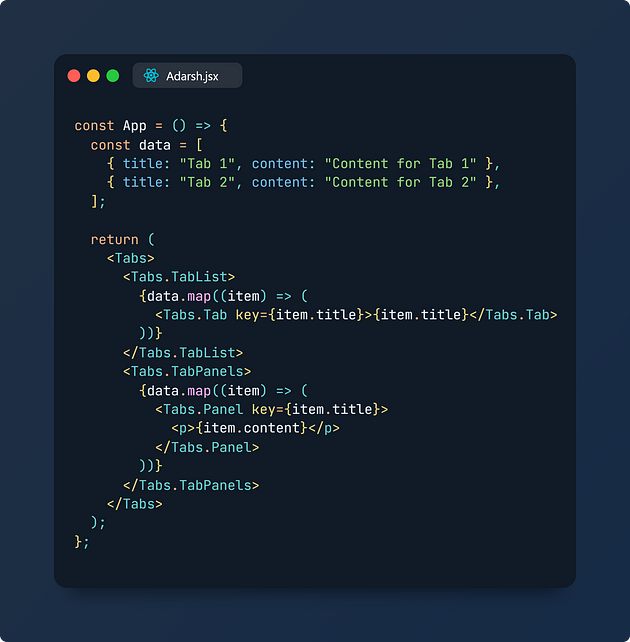 Adarsh.jsx
const App = () => {
  const data = [
    { title: "Tab 1", content: "Content for Tab 1" },
    { title: "Tab 2", content: "Content for Tab 2" },
  ];

  return (
    <Tabs>
      <Tabs.TabList>
        {data.map((item) => (
          <Tabs.Tab key={item.title}>{item.title}</Tabs.Tab>
        ))}
      </Tabs.TabList>
      <Tabs.TabPanels>
        {data.map((item) => (
          <Tabs.Panel key={item.title}>
            <p>{item.content}</p>
          </Tabs.Panel>
        ))}
      </Tabs.TabPanels>
    </Tabs>
  );
};